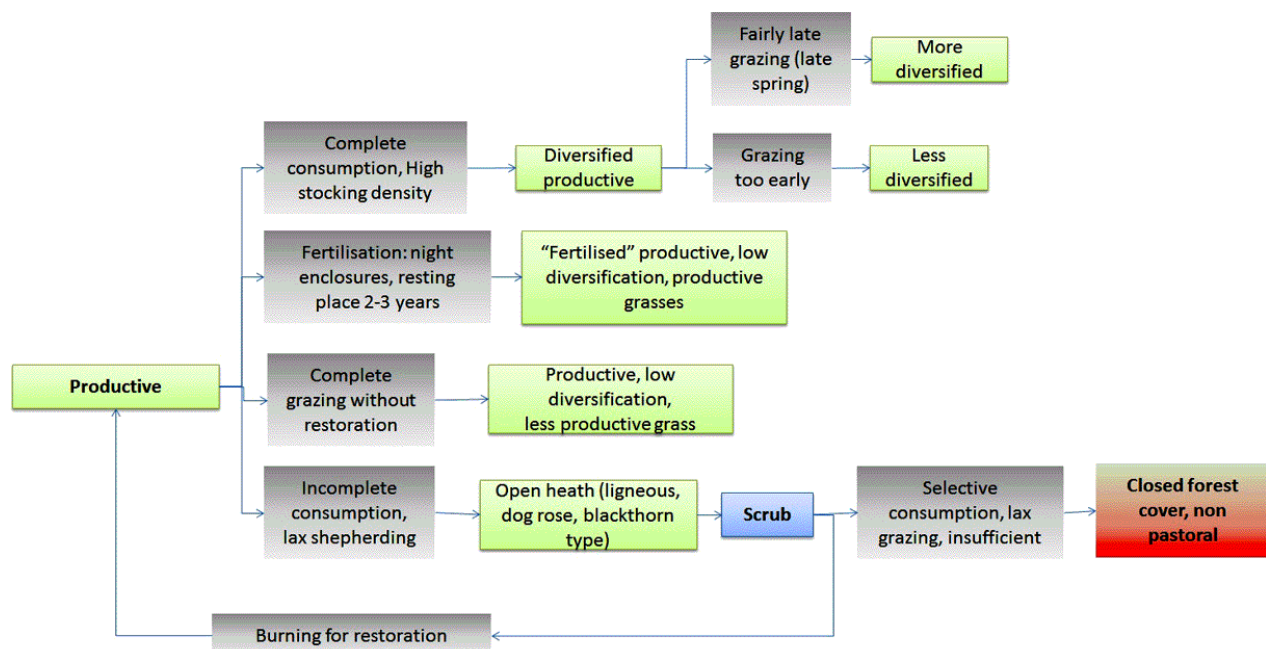 Fairly late
grazing (late
spring)
More
diversified
Complete
consumption, High
stocking density
Diversified
productive
Grazing
too early
Less
diversified
Fertilisation: night
enclosures, resting
place 2-3 years
“Fertilised” productive, low
diversification, productive
grasses
Productive
Complete
grazing without
restoration
Productive, low
diversification,
less productive grass
Incomplete
consumption,
lax shepherding
Open heath (ligneous,
dog rose, blackthorn
type)
Scrub
Selective
consumption, lax
grazing, insufficient
Closed forest
cover, non
pastoral
Burning for restoration